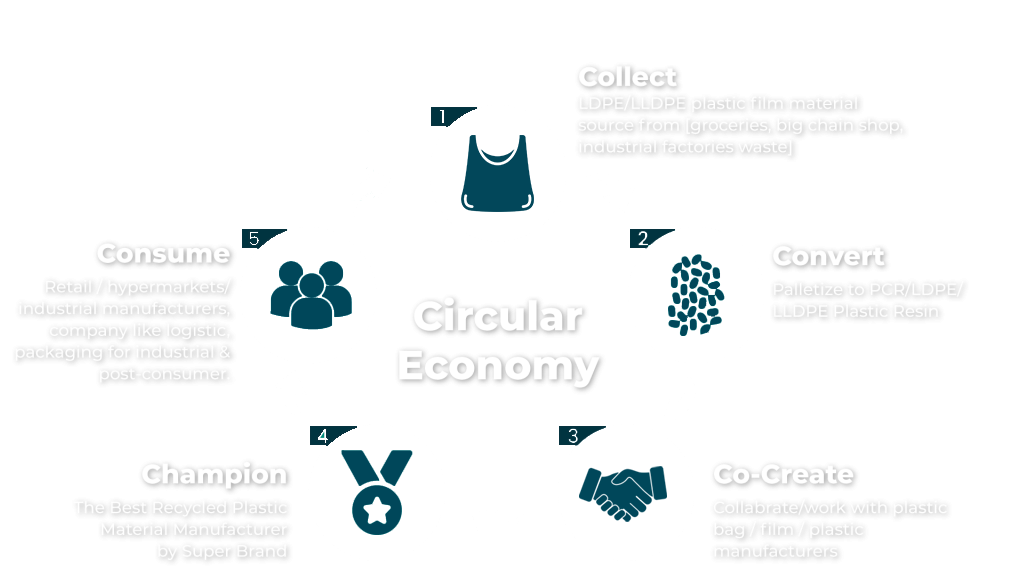 1
Collect
LDPE/LLDPE plastic film material
source from (groceries, big chain shop,
industrial factories waste)
2
Convert
Palletize to PCR/LDPE/
LLDPE Plastic Resin
3
Co-Create
Collabrate/work with plastic
bag / film / plastic
manufacturers
4
Champion
The Best Recycled Plastic
Material Manufacturer
by Super Brand
5
Consume
Retail / hypermarkets/
industrial manufacturers,
company like logistic,
packaging for industrial &
post-consumer.
Circular
Economy